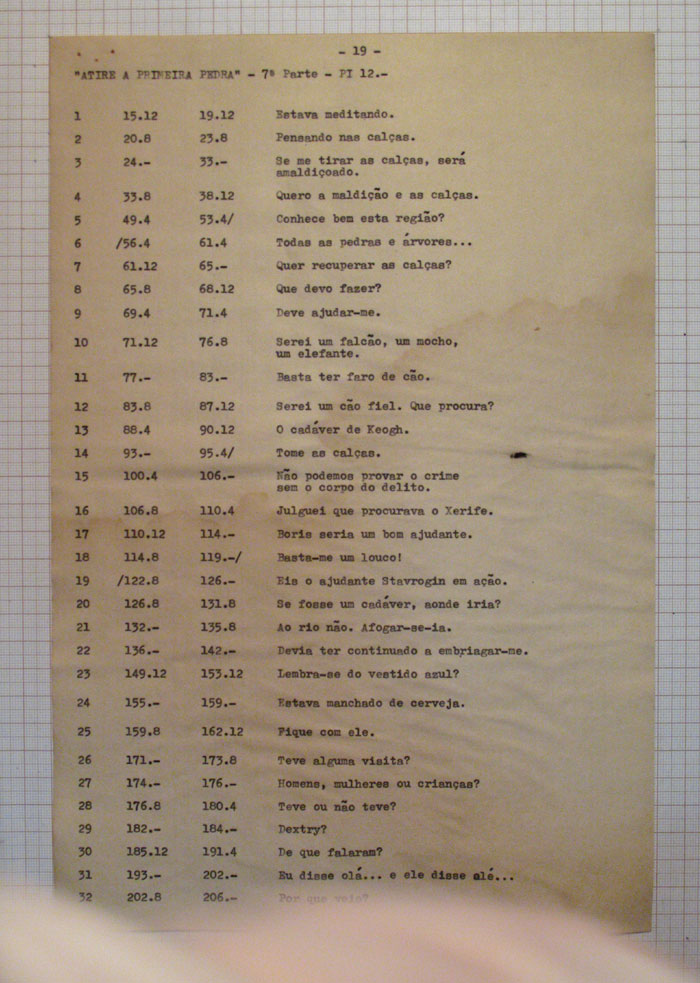 - 19 -
"ATIRE A PRIMEIRA PEDRA" - 7ª Parte - PI 12.-
1 15.12 19.12 Estava meditando.
2 20.8 23.8 Pensando nas calças.
3 24.- 33.- Se me tirar as calças, será
amaldiçoado.
4 33.8 38.12 Quero a maldição e as calças.
5 49.4 53.4/ Conhece bem esta região?
6 /56.4 61.4 Todas as pedras e árvores...
7 61.12 65.- Quer recuperar as calças?
8 65.8 68.12 Que devo fazer?
9 69.4 71.4 Deve ajudar-me.
10 71.12 76.8 Serei um falcão, um mocho,
um elefante.
11 77.- 83.- Basta ter faro de cão.
12 83.8 87.12 Serei um cão fiel. Que procura?
13 88.4 90.12 O cadáver de Keogh.
14 93.- 95.4/ Tome as calças.
15 100.4 106.- Não podemos provar o crime
sem o corpo do delito.
16 106.8 110.4 Julguei que procurava o Xerife.
17 110.12 114.- Boris seria um bom ajudante.
18 114.8 119.-/ Basta-me um louco!
19 /122.8 126.- Eis o ajudante Stavrogin em ação.
20 126.8 131.8 Se fosse um cadáver, aonde iria?
21 132.- 135.8 Ao rio não. Afogar-se-ia.
22 136.- 142.- Devia ter continuado a embriagar-me.
23 149.12 153.12 Lembra-se do vestido azul?
24 155.- 159.- Estava manchado de cerveja.
25 159.8 162.12 Fique com ele.
26 171.- 173.8 Teve alguma visita?
27 174.- 176.- Homens, mulheres ou crianças?
28 176.8 180.4 Teve ou não teve?
29 182.- 184.- Dextry?
30 185.12 191.4 De que falaram?
31 193.- 202.- Eu disse olá... e ele disse alé...
32 202.8 206.- Por que veio?